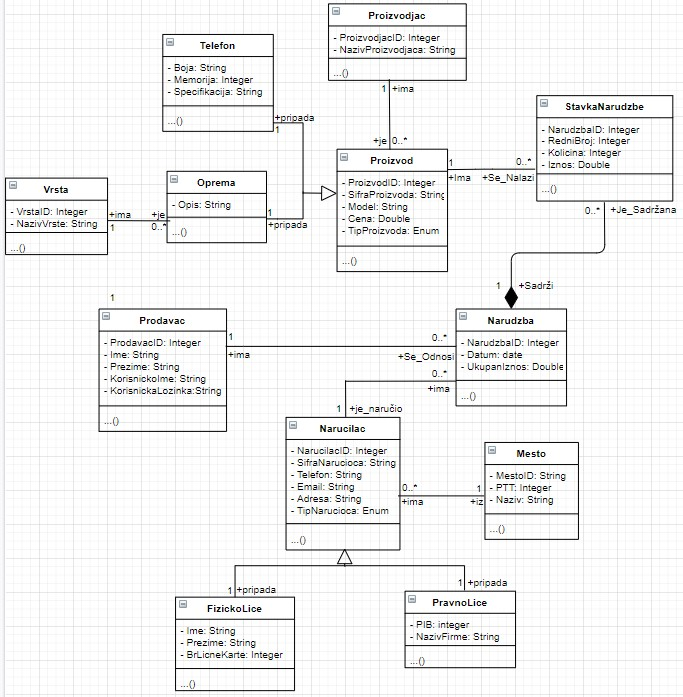 Proizvodjac
- ProizvodjacID: Integer
- NazivProizvodjaca: String
...()
Telefon
- Boja: String
- Memorija: Integer
- Specifikacija: String
...()
+pripada
1
1
+ima
+je
0..*
StavkaNarudzbe
- NarudzbaID: Integer
- RedniBroj: Integer
- Kolicina: Integer
- Iznos: Double
...()
Proizvod
- ProizvodID: Integer
- SifraProizvoda: String
- Model: String
- Cena: Double
- TipProizvoda: Enum
...()
1
+Ima
0..*
+Se_Nalazi
Vrsta
- VrstaID: Integer
- NazivVrste: String
...()
+ima
1
+je
0..*
Oprema
- Opis: String
...()
1
+pripada
0..*
+Je_Sadržana
1
+Sadrži
1
Prodavac
- ProdavacID: Integer
- Ime: String
- Prezime: String
- KorisnickoIme: String
- KorisnickaLozinka:String
...()
1
+ima
0..*
+Se_Odnosi
Narudzba
- NarudzbaID: Integer
- Datum: date
- UkupanIznos: Double
...()
0..*
+ima
1
+je_naručio
Narucilac
- NarucilacID: Integer
- SifraNarucioca: String
- Telefon: String
- Email: String
- Adresa: String
- TipNarucioca: Enum
...()
0..*
+ima
1
+iz
Mesto
- MestoID: String
- PTT: Integer
- Naziv: String
...()
1
+pripada
1
+pripada
FizickoLice
- Ime: String
- Prezime: String
- BrLicneKarte: Integer
...()
PravnoLice
- PIB: integer
- NazivFirme: String
...()